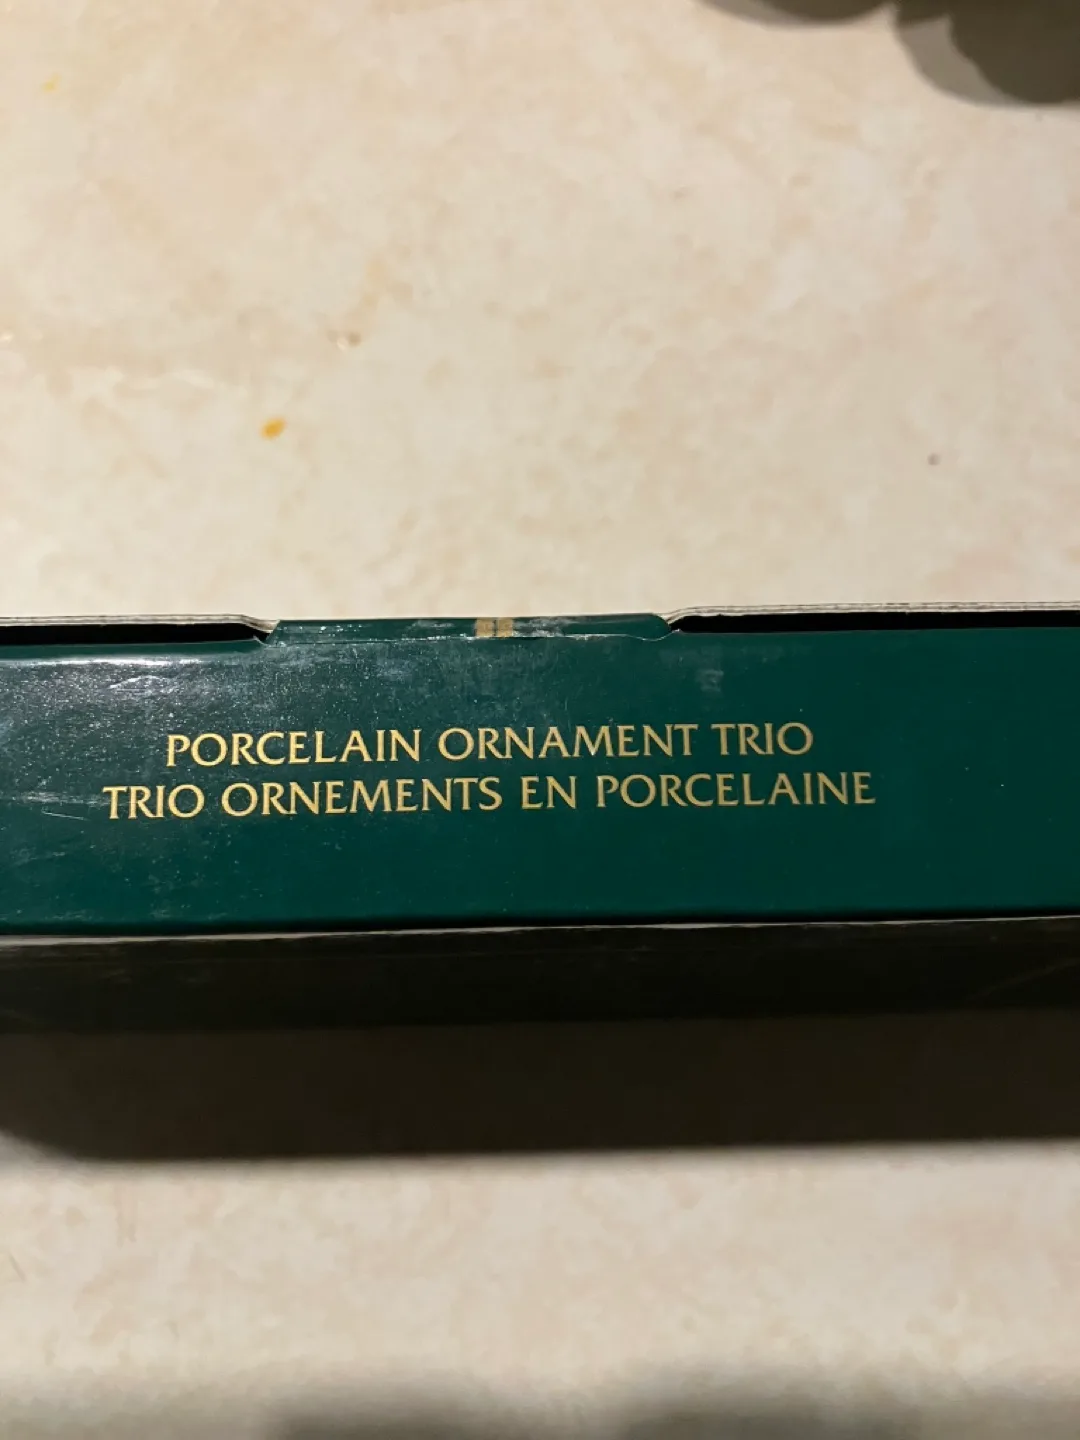 PORCELAIN ORNAMENT TRIO
TRIO ORNEMENTS EN PORCELAINE